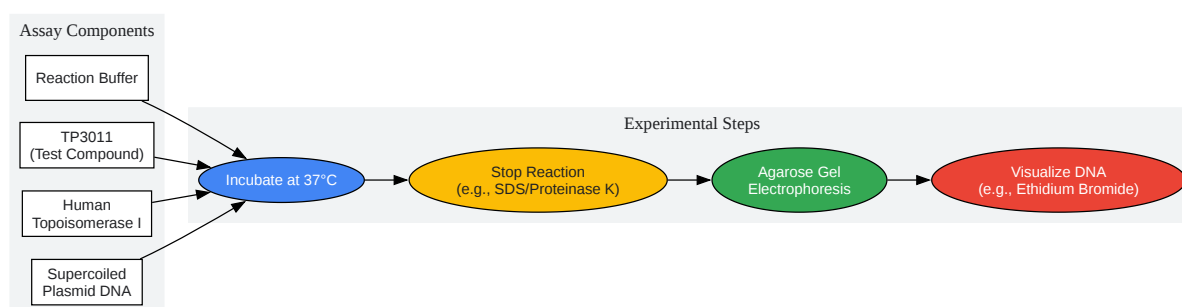 Assay Components
Reaction Buffer
TP3011
(Test Compound)
Human
Topoisomerase I
Supercoiled
Plasmid DNA
Experimental Steps
Incubate at 37°C
Stop Reaction
(e.g., SDS/Proteinase K)
Agarose Gel
Electrophoresis
Visualize DNA
(e.g., Ethidium Bromide)